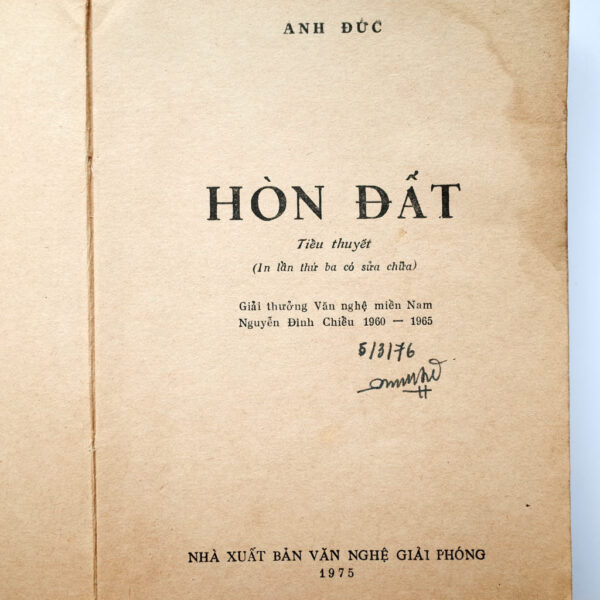 ANH ĐỨC
HÒN ĐẤT
Tiểu thuyết
(In lần thứ ba có sửa chữa)
Giải thưởng Văn nghệ miền Nam
Nguyễn Đình Chiểu 1960 — 1965
5/3/76
NHÀ XUẤT BẢN VĂN NGHỆ GIẢI PHÓNG
1975